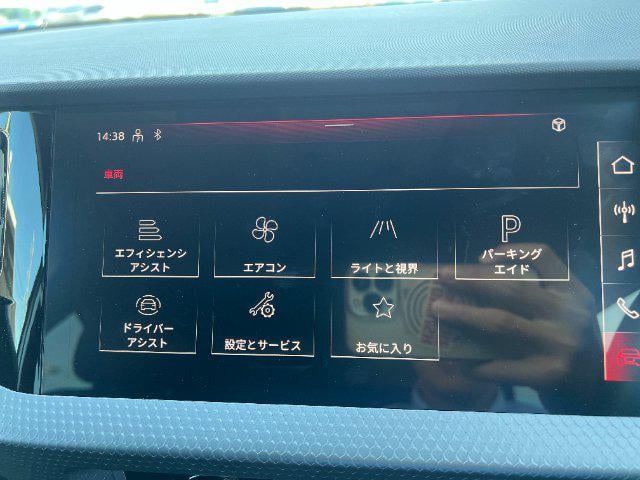 14:38
車両
エフィシェンシ
アシスト
エアコン
ライトと視界
P
パーキング
エイド
ドライバー
アシスト
設定とサービス
お気に入り